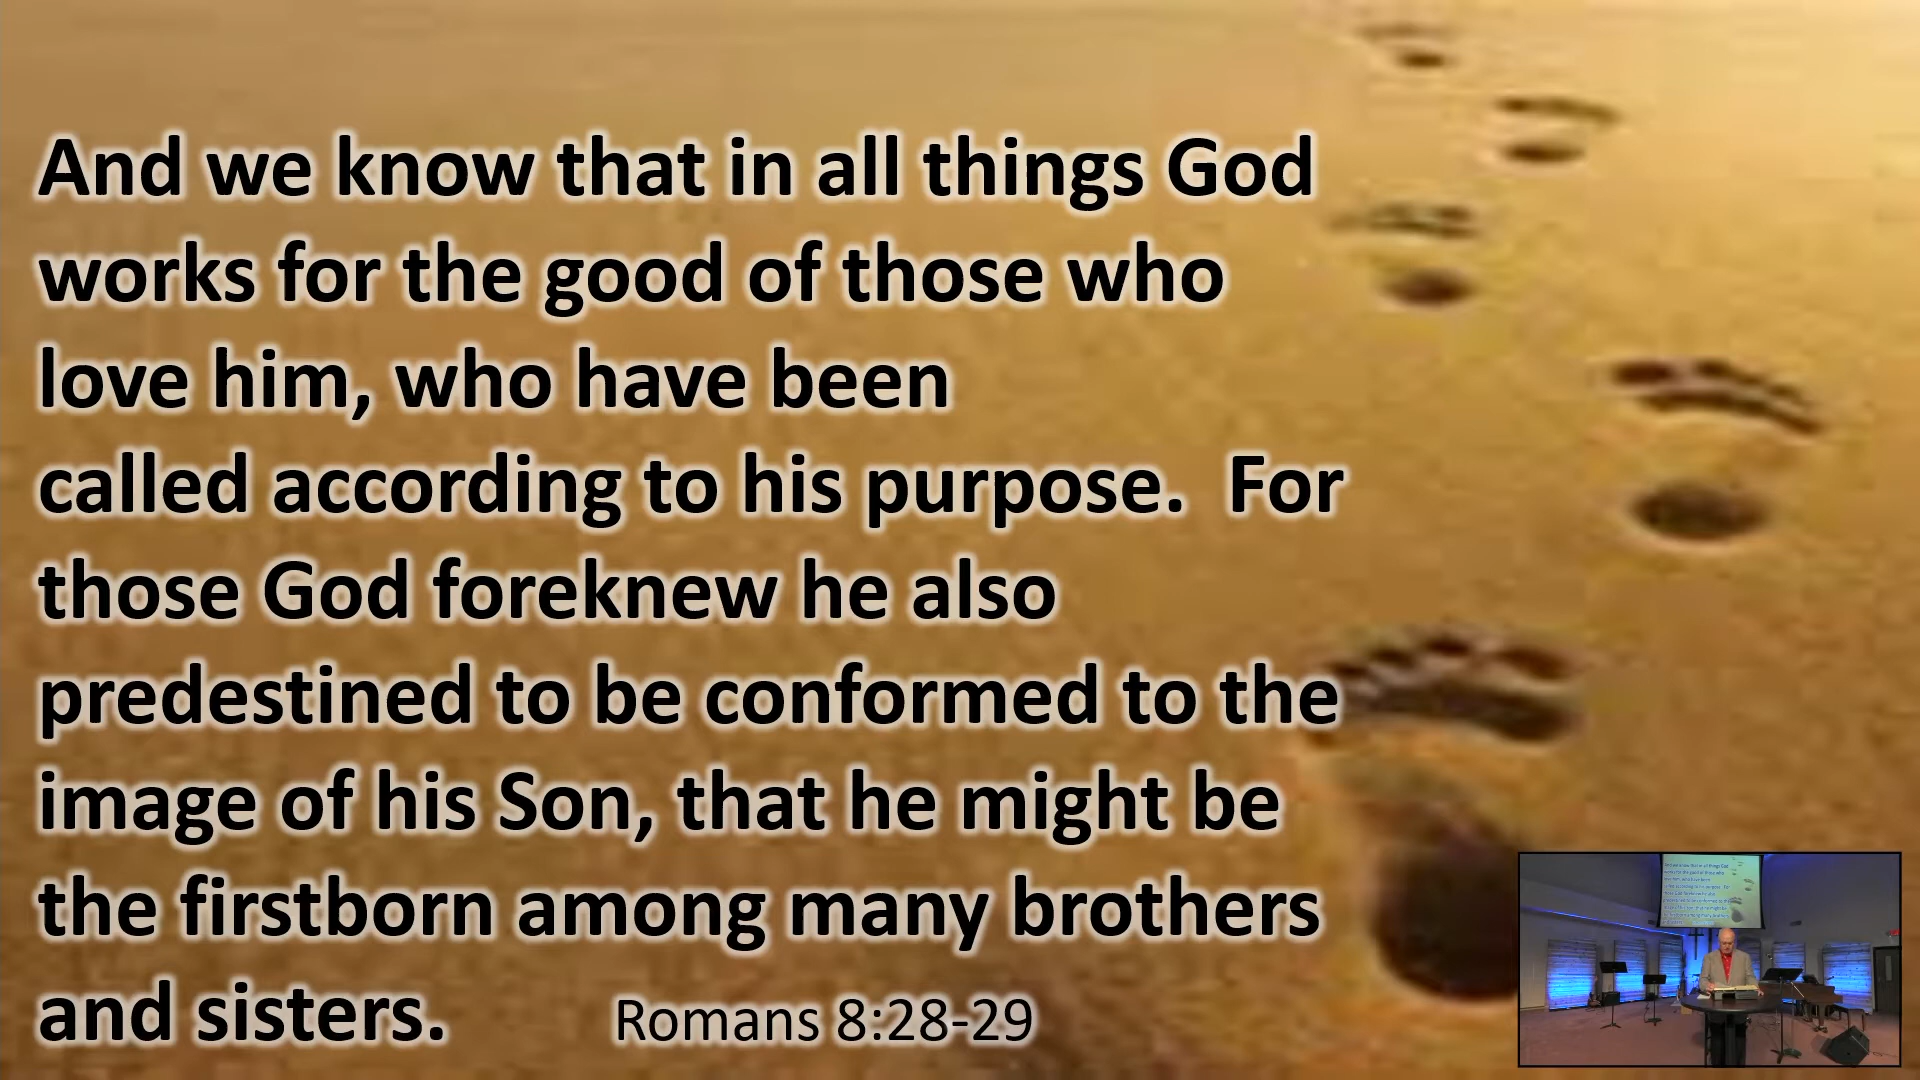 And we know that in all things God
works for the good of those who
love him, who have been
called according to his purpose.  For
those God foreknew he also
predestined to be conformed to the
image of his Son, that he might be
the firstborn among many brothers
and sisters. Romans 8:28-29